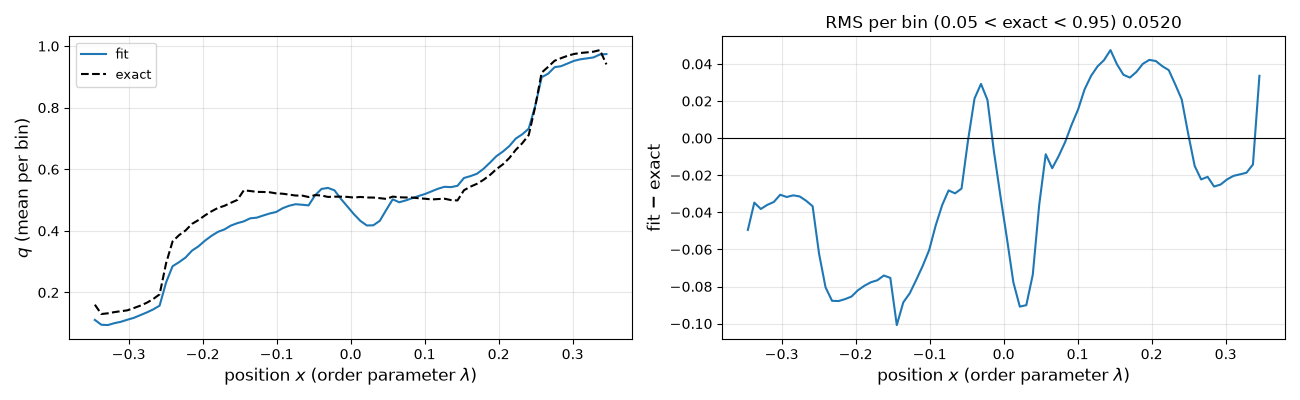 1.0
0.8
0.6
0.4
0.2
q (mean per bin)
fit
exact
−0.3 −0.2 −0.1 0.0 0.1 0.2 0.3
position x (order parameter λ)
RMS per bin (0.05 < exact < 0.95) 0.0520
0.04
0.02
0.00
−0.02
−0.04
−0.06
−0.08
−0.10
fit − exact
−0.3 −0.2 −0.1 0.0 0.1 0.2 0.3
position x (order parameter λ)